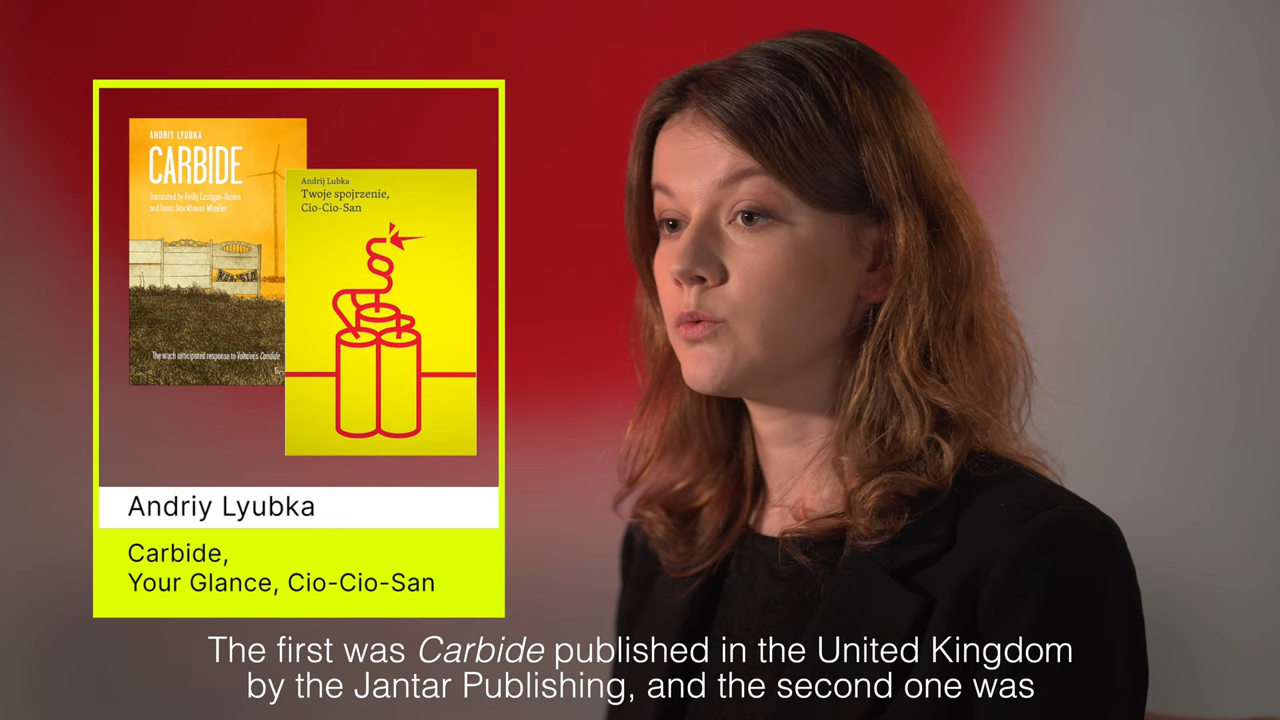 ANDRIY LYUBKA
CARBIDE
Translated by Reilly Costigan-Humes
and Isaac Stackhouse Wheeler
The much anticipated response to Voltaire's Candide
Andrij Lubka
Twoje spojrzenie,
Cio-Cio-San
Andriy Lyubka
Carbide,
Your Glance, Cio-Cio-San
The first was Carbide published in the United Kingdom
by the Jantar Publishing, and the second one was